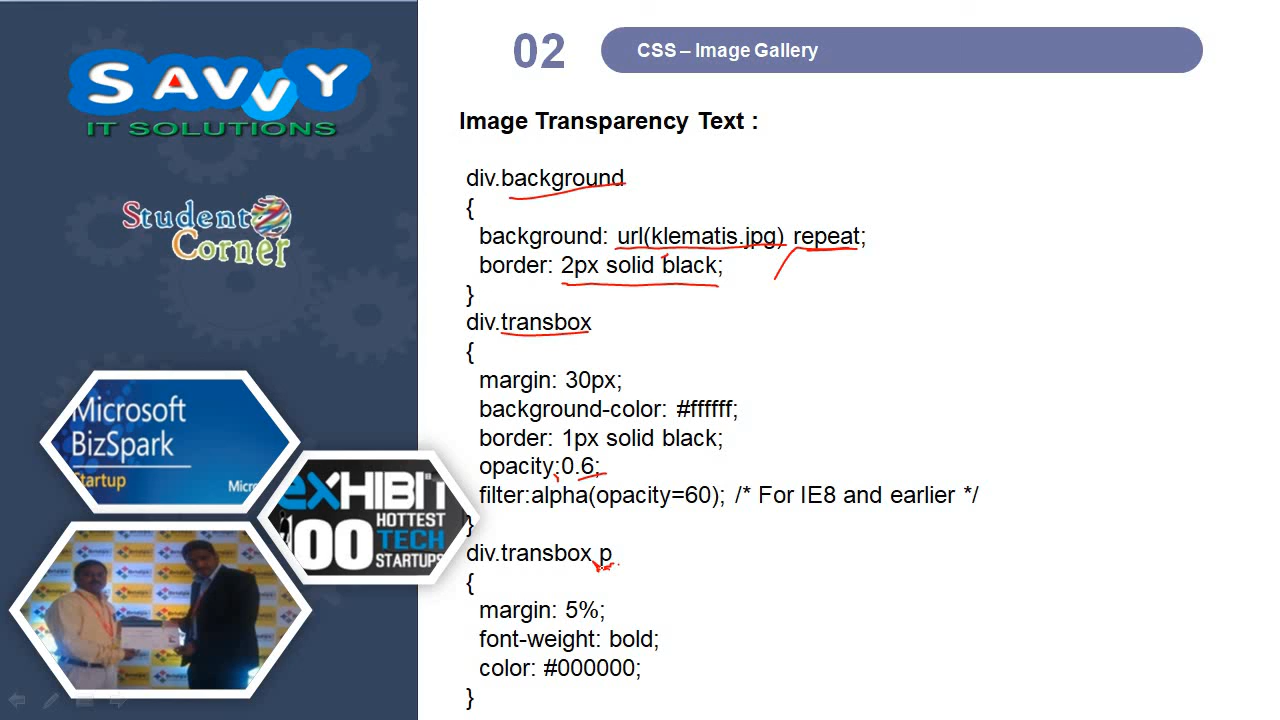 SAVVY
IT SOLUTIONS
Student
Corner
Microsoft
BizSpark
Startup
Micro
eXHIBIT
100 HOTTEST
TECH
STARTUPS
02
CSS – Image Gallery
Image Transparency Text :
div.background
{
background: url(klematis.jpg) repeat;
border: 2px solid black;
}
div.transbox
{
margin: 30px;
background-color: #ffffff;
border: 1px solid black;
opacity:0.6;
filter:alpha(opacity=60); /* For IE8 and earlier */
}
div.transbox p
{
margin: 5%;
font-weight: bold;
color: #000000;
}